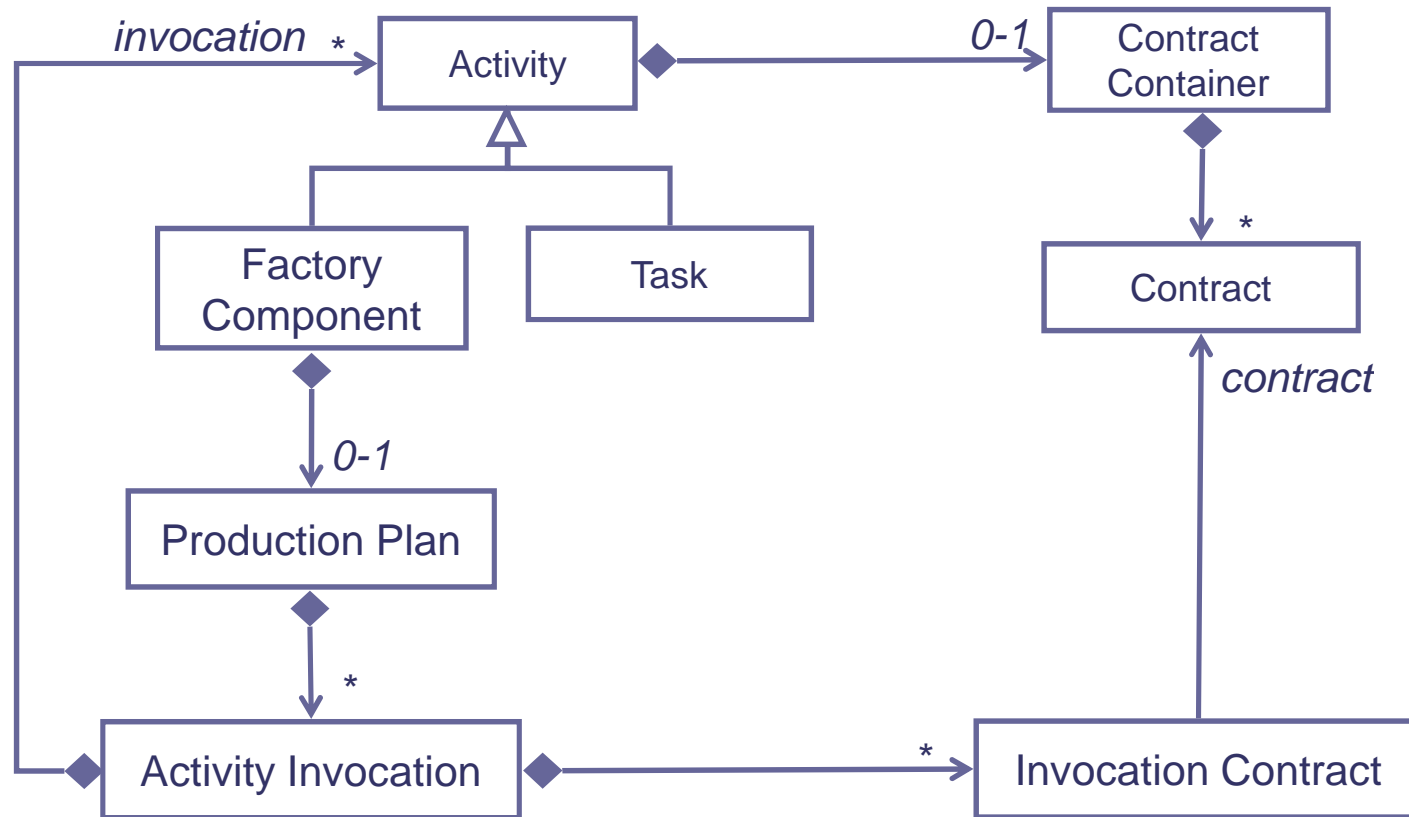 invocation *
Activity
0-1
Contract
Container
*
Factory
Component
Task
Contract
contract
0-1
Production Plan
*
Activity Invocation
*
Invocation Contract